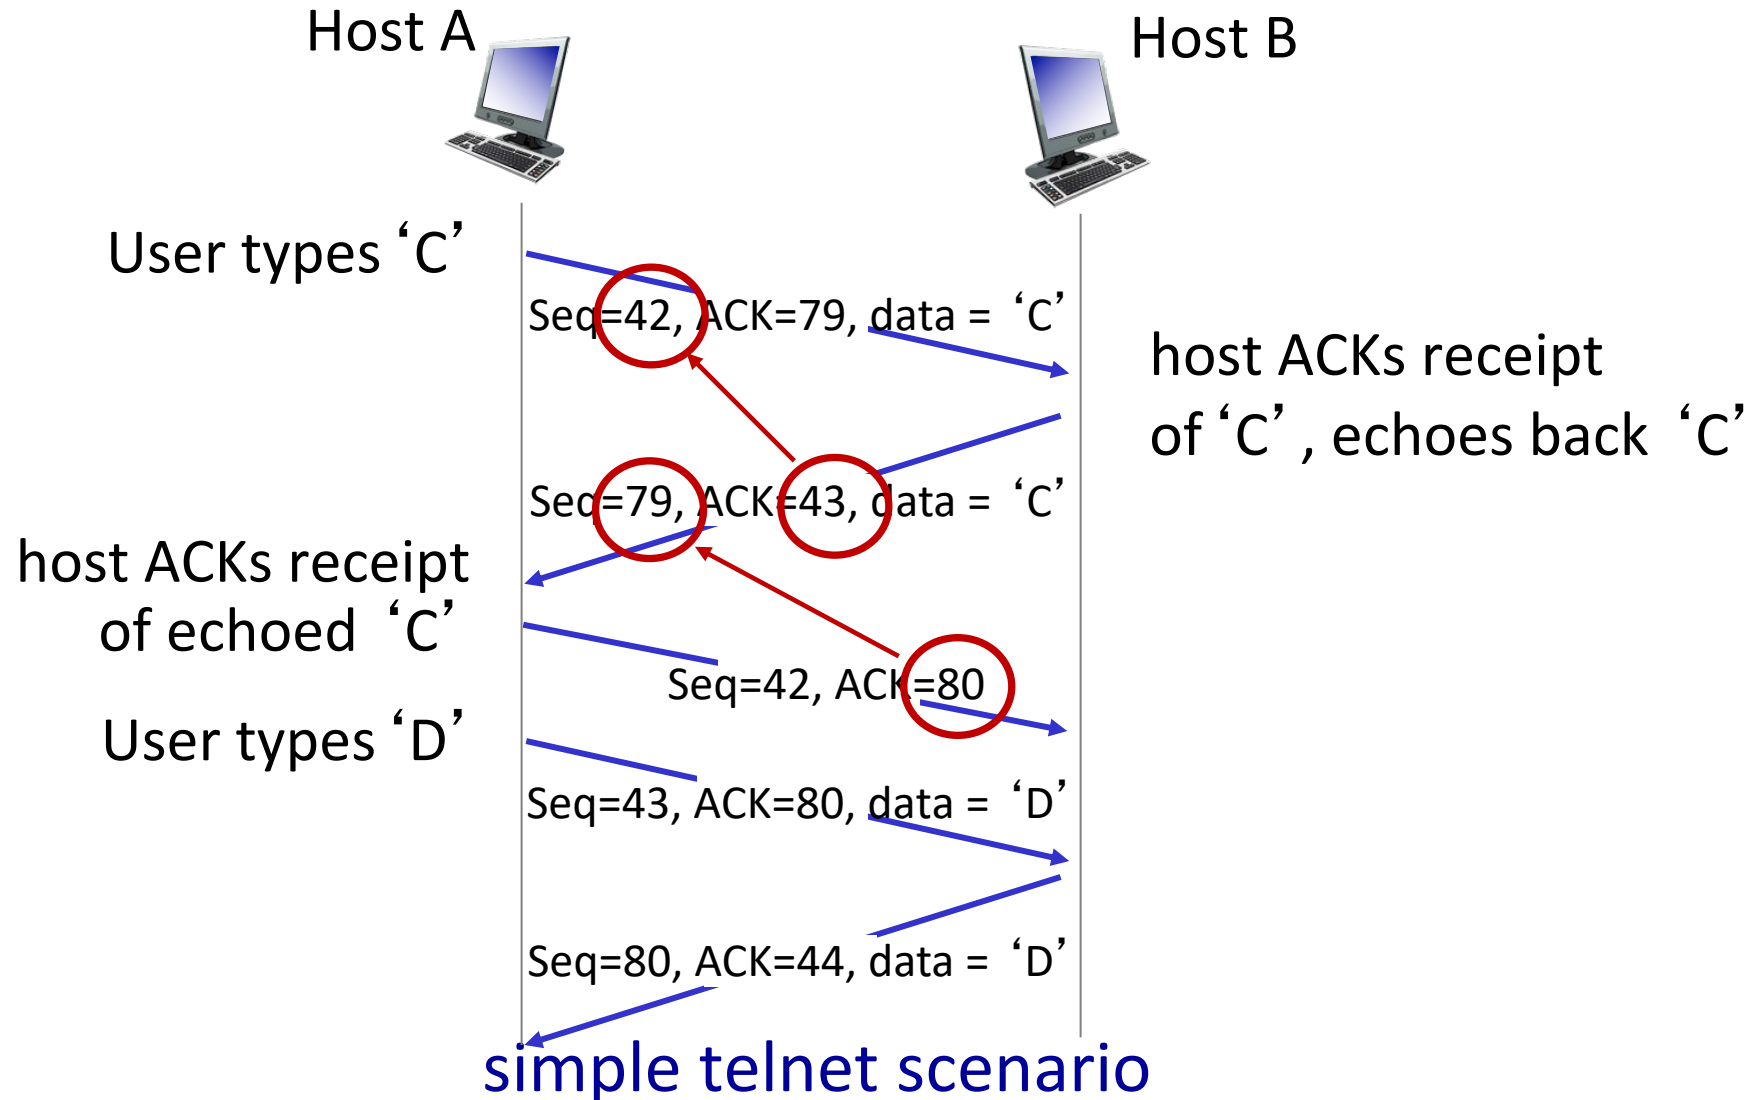 Host A
Host B
User types ‘C’
Seq=42, ACK=79, data = ‘C’
host ACKs receipt
of ‘C’, echoes back ‘C’
Seq=79, ACK=43, data = ‘C’
host ACKs receipt
of echoed ‘C’
Seq=42, ACK=80
User types ‘D’
Seq=43, ACK=80, data = ‘D’
Seq=80, ACK=44, data = ‘D’
simple telnet scenario